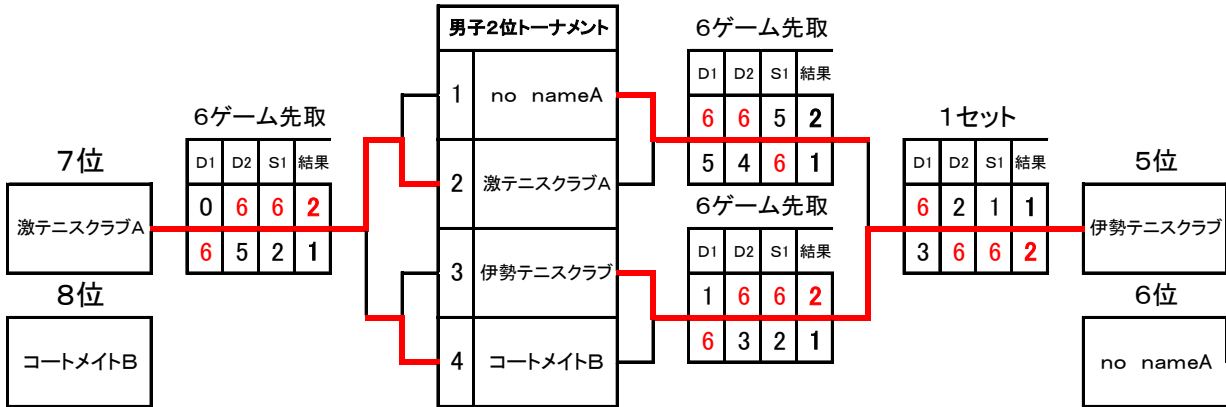 男子2位トーナメント
1 no nameA
2 激テニスクラブA
3 伊勢テニスクラブ
4 コートメイトB
7位
激テニスクラブA
8位
コートメイトB
6ゲーム先取
D1 D2 S1 結果
0 6 6 2
6 5 2 1
6ゲーム先取
D1 D2 S1 結果
6 6 5 2
5 4 6 1
6ゲーム先取
D1 D2 S1 結果
1 6 6 2
6 3 2 1
1セット
D1 D2 S1 結果
6 2 1 1
3 6 6 2
5位
伊勢テニスクラブ
6位
no nameA